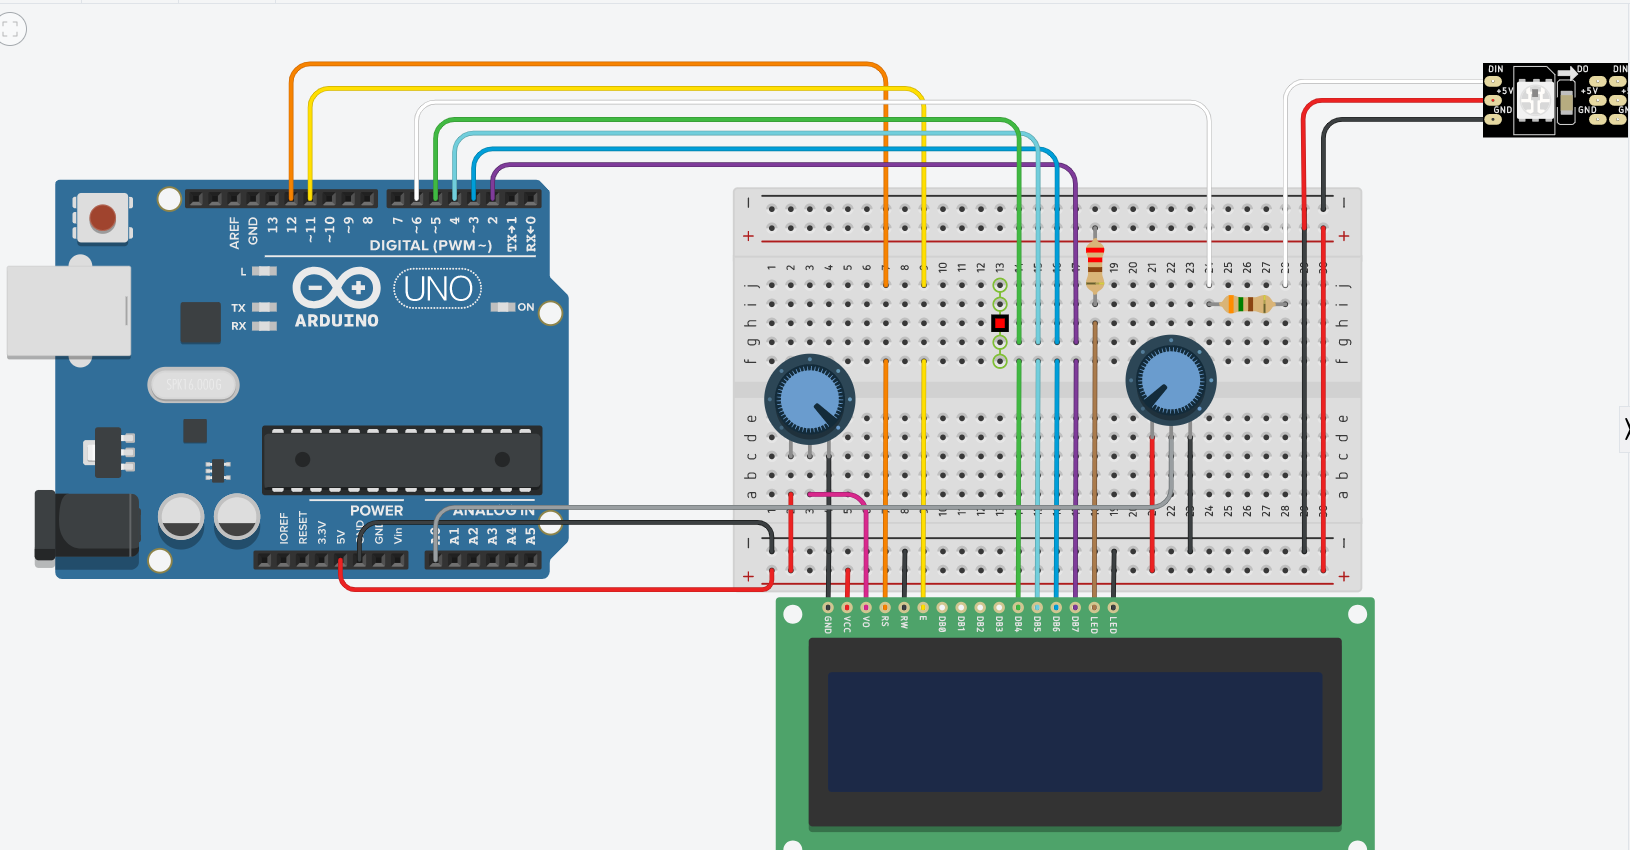 DIN
DO
DIN
+5V
+5V
GND
GND
AREF
GND
13
12
~11
~10
~9
8
7
~6
~5
4
~3
2
TX→1
RX←0
DIGITAL (PWM~)
L
TX
RX
UNO
ON
ARDUINO
SPK16.000G
POWER
ANALOG IN
IOREF
RESET
3.3V
5V
GND
GND
Vin
A0
A1
A2
A3
A4
A5
1 2 3 4 5 6 7 8 9 10 11 12 13 14 15 16 17 18 19 20 21 22 23 24 25 26 27 28 29 30
j
i
h
g
f
e
d
c
b
a
j
i
h
g
f
e
d
c
b
a
GND
VCC
VO
RS
RW
E
DB0
DB1
DB2
DB3
DB4
DB5
DB6
DB7
LED
LED